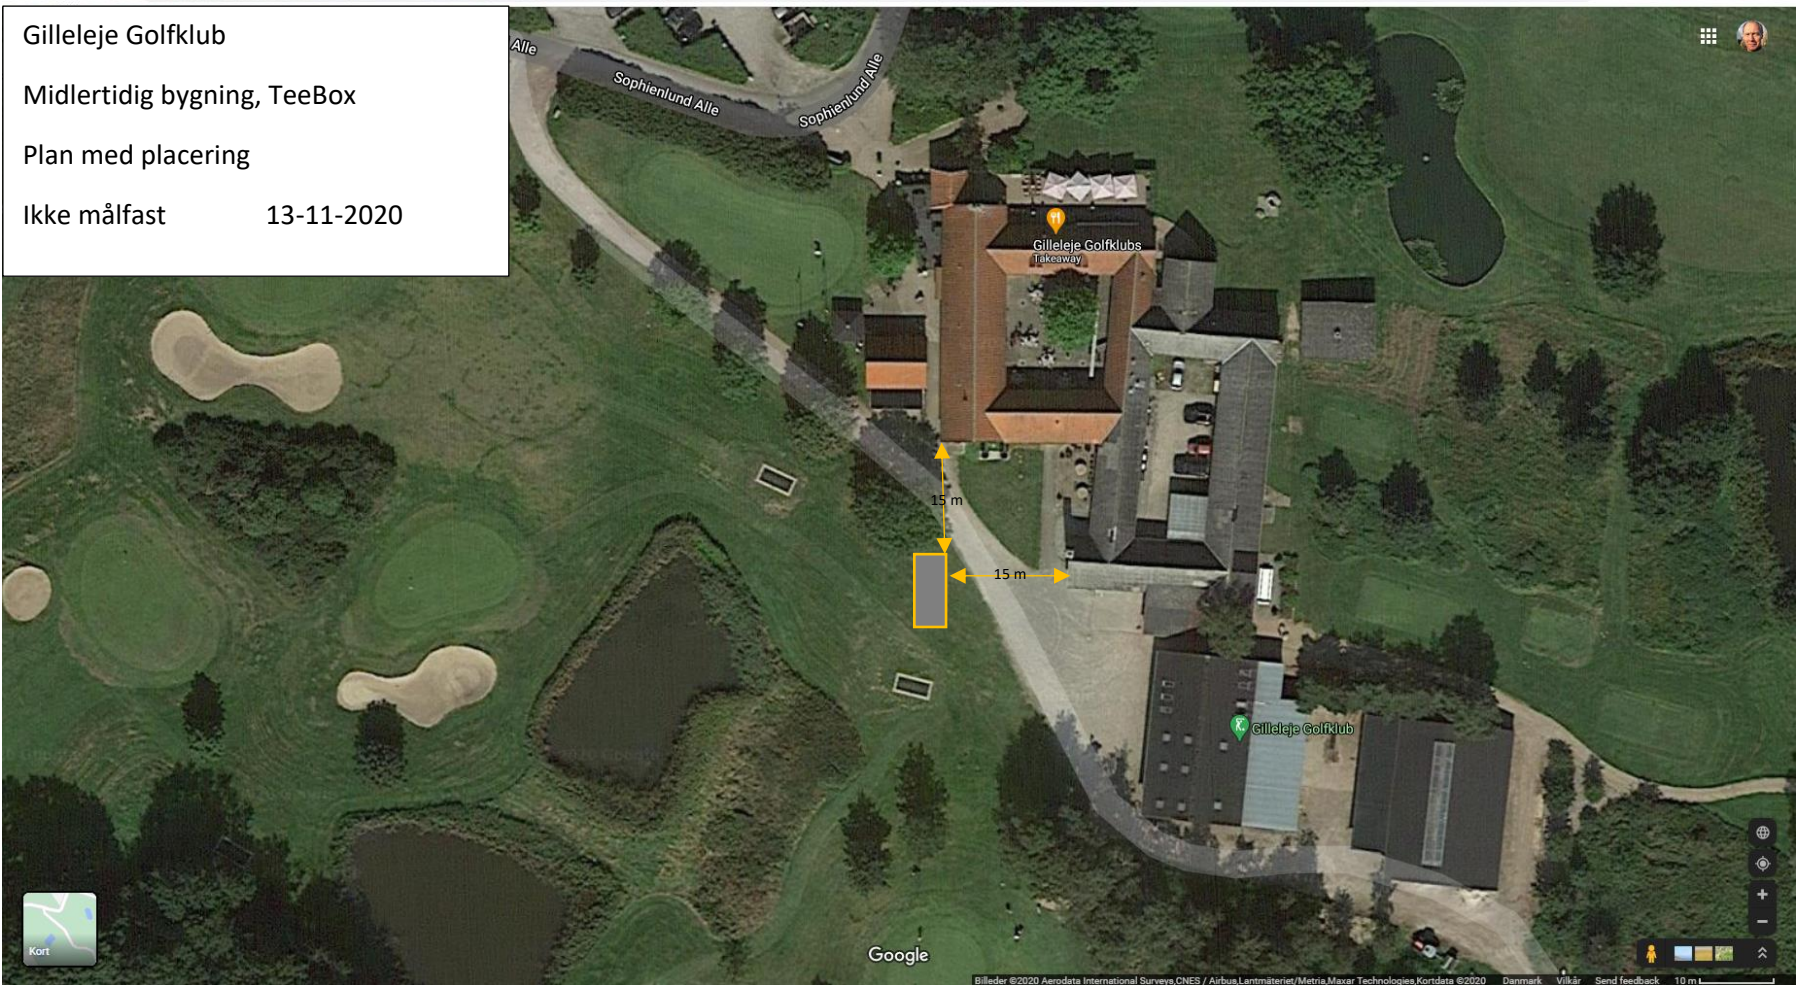 Gilleleje Golfklub
Midlertidig bygning, TeeBox
Plan med placering
Ikke målfast 13-11-2020
Alle
Sophienlund Alle
Sophienlund Alle
Gilleleje Golfklubs
Takeaway
15 m
15 m
Gilleleje Golfklub
Kort
Google
Billeder ©2020 Aerodata International Surveys,CNES / Airbus,Lantmäteriet/Metria,Maxar Technologies,Kortdata ©2020 Danmark Vilkår Send feedback 10 m